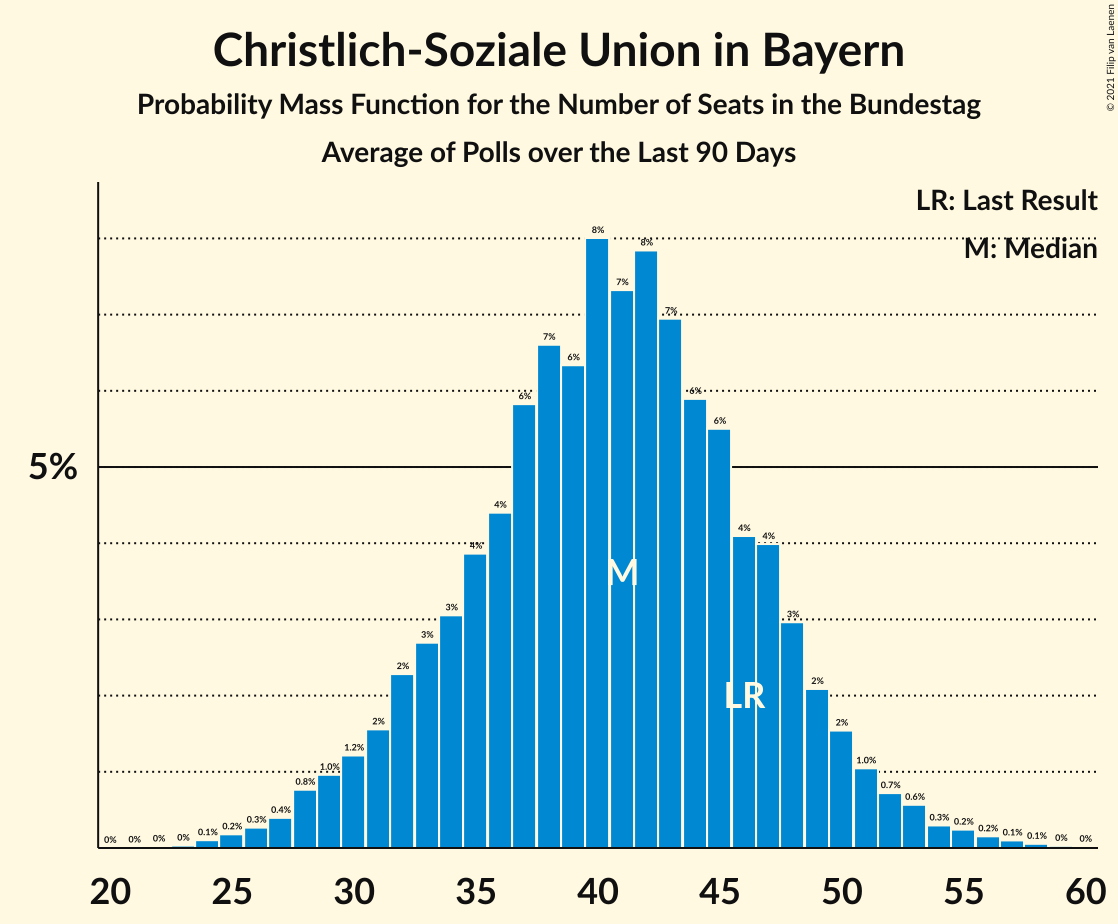 Christlich-Soziale Union in Bayern
Probability Mass Function for the Number of Seats in the Bundestag
Average of Polls over the Last 90 Days
© 2021 Filip van Laenen
LR: Last Result
M: Median
5%
0% 0% 0% 0% 0.1% 0.2% 0.3% 0.4% 0.8% 1.0% 1.2% 2% 2% 3% 3% 4% 4% 6% 7% 6% 8% 7% 8% 7% 6% 6% 4% 4% 3% 2% 2% 1.0% 0.7% 0.6% 0.3% 0.2% 0.2% 0.1% 0.1% 0% 0%
M
LR
20 25 30 35 40 45 50 55 60